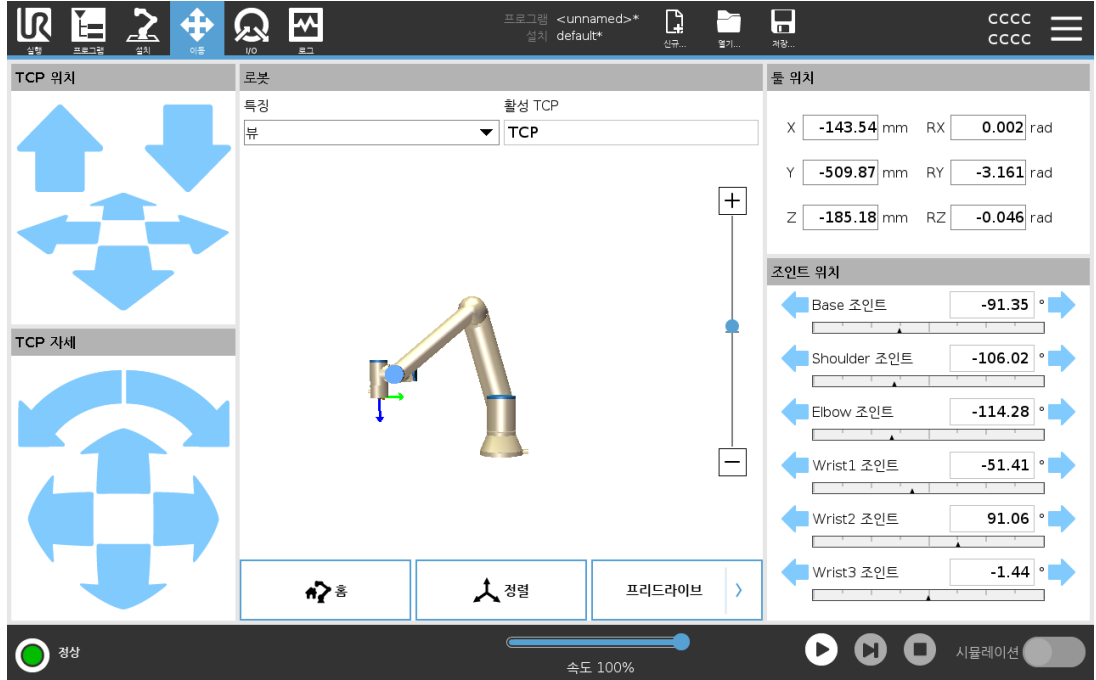 UR
실행
프로그램
설치
이동
I/O
로그
프로그램 <unnamed>*
설치 default*
신규...
열기...
저장...
cccc
cccc
TCP 위치
로봇
툴 위치
특징
활성 TCP
뷰
TCP
X -143.54 mm RX 0.002 rad
Y -509.87 mm RY -3.161 rad
Z -185.18 mm RZ -0.046 rad
조인트 위치
Base 조인트 -91.35 °
Shoulder 조인트 -106.02 °
Elbow 조인트 -114.28 °
Wrist1 조인트 -51.41 °
Wrist2 조인트 91.06 °
Wrist3 조인트 -1.44 °
TCP 자세
홈
정렬
프리드라이브
정상
속도 100%
시뮬레이션